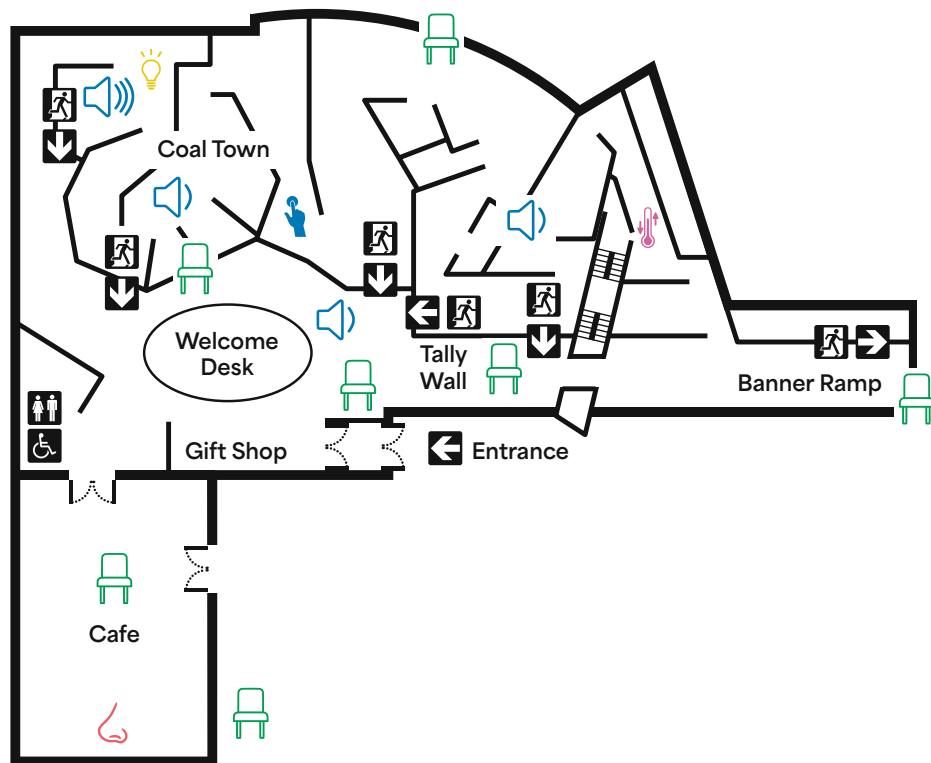 Coal Town
Welcome
Desk
Tally
Wall
Banner Ramp
Gift Shop
Entrance
Cafe